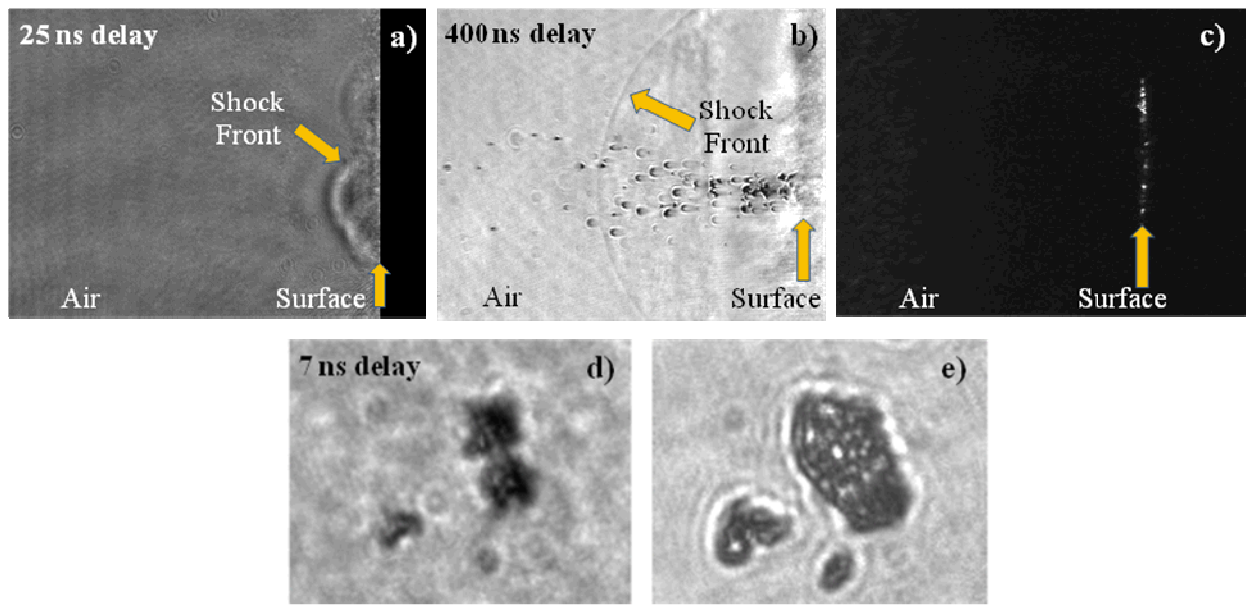 25 ns delay
a)
Shock
Front
Air
Surface
400 ns delay
b)
Shock
Front
Air
Surface
c)
Air
Surface
7 ns delay
d)
e)